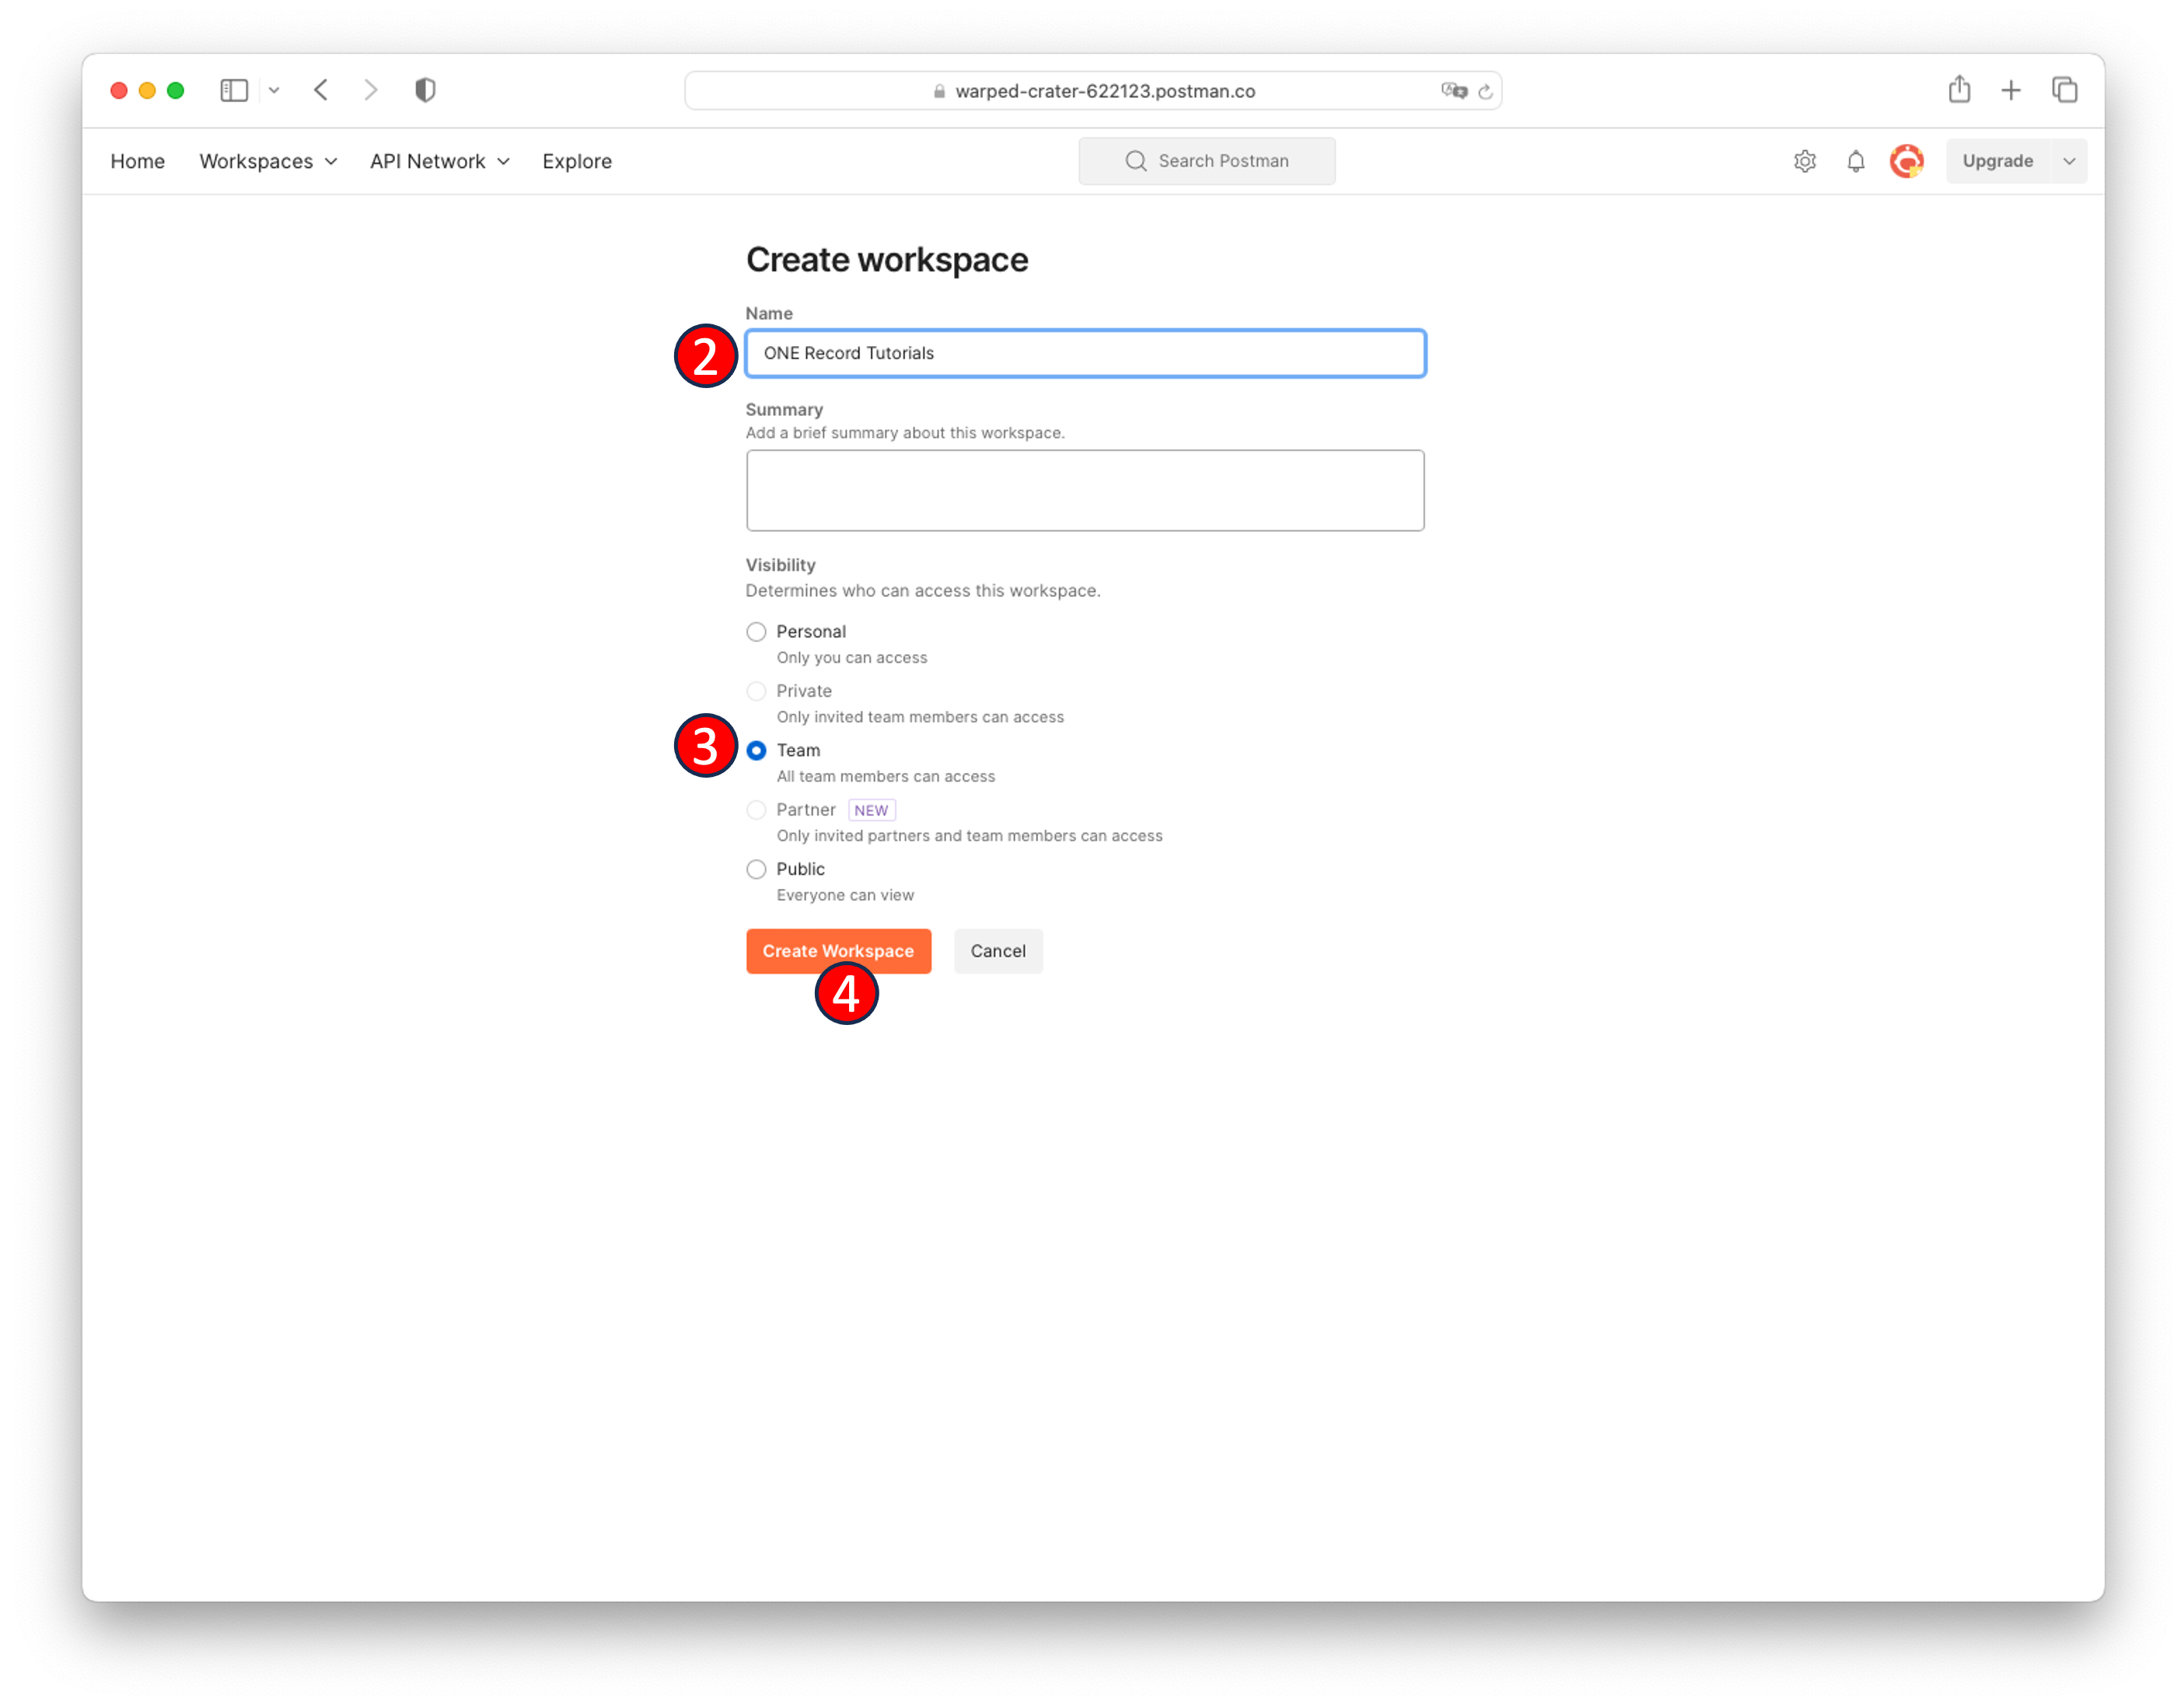 warped-crater-622123.postman.co
Home Workspaces API Network Explore Search Postman Upgrade
Create workspace
Name
2 ONE Record Tutorials
Summary
Add a brief summary about this workspace.
Visibility
Determines who can access this workspace.
Personal
Only you can access
Private
Only invited team members can access
3 Team
All team members can access
Partner NEW
Only invited partners and team members can access
Public
Everyone can view
Create Workspace Cancel
4